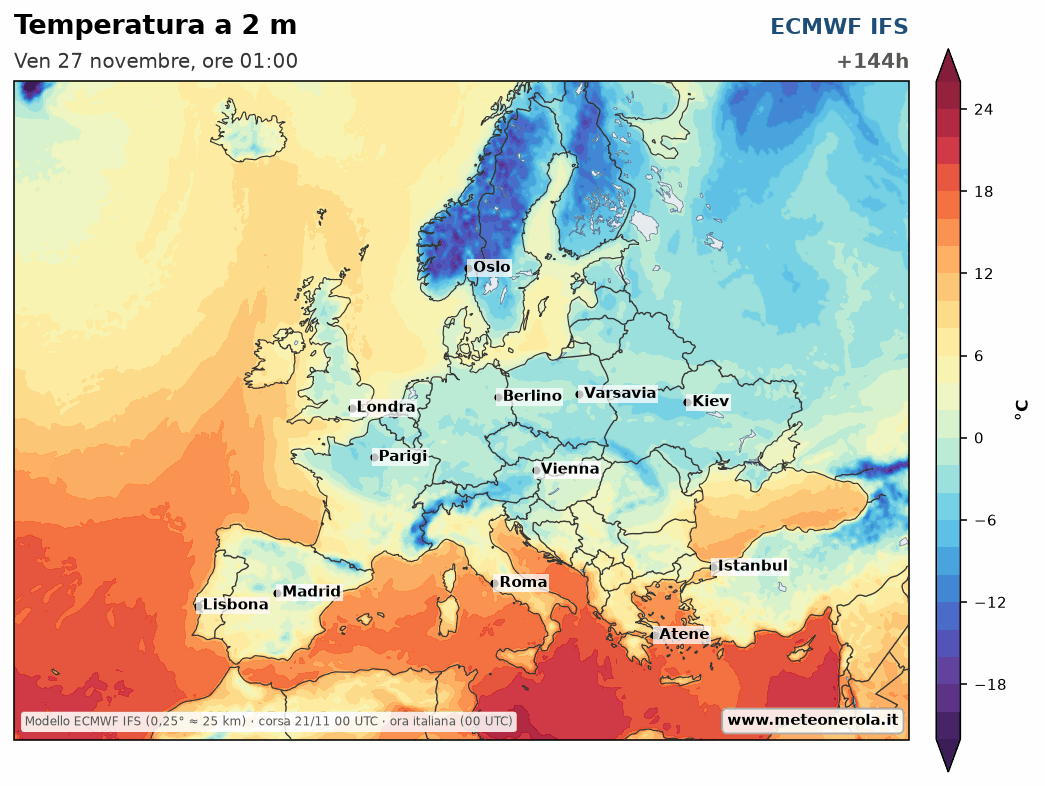 Temperatura a 2 m
ECMWF IFS
Ven 27 novembre, ore 01:00
+144h
24
18
12
6
0
−6
−12
−18
°C
Oslo
Londra
Berlino
Varsavia
Kiev
Parigi
Vienna
Istanbul
Roma
Madrid
Lisbona
Atene
Modello ECMWF IFS (0,25° ≈ 25 km) · corsa 21/11 00 UTC · ora italiana (00 UTC)
www.meteonerola.it